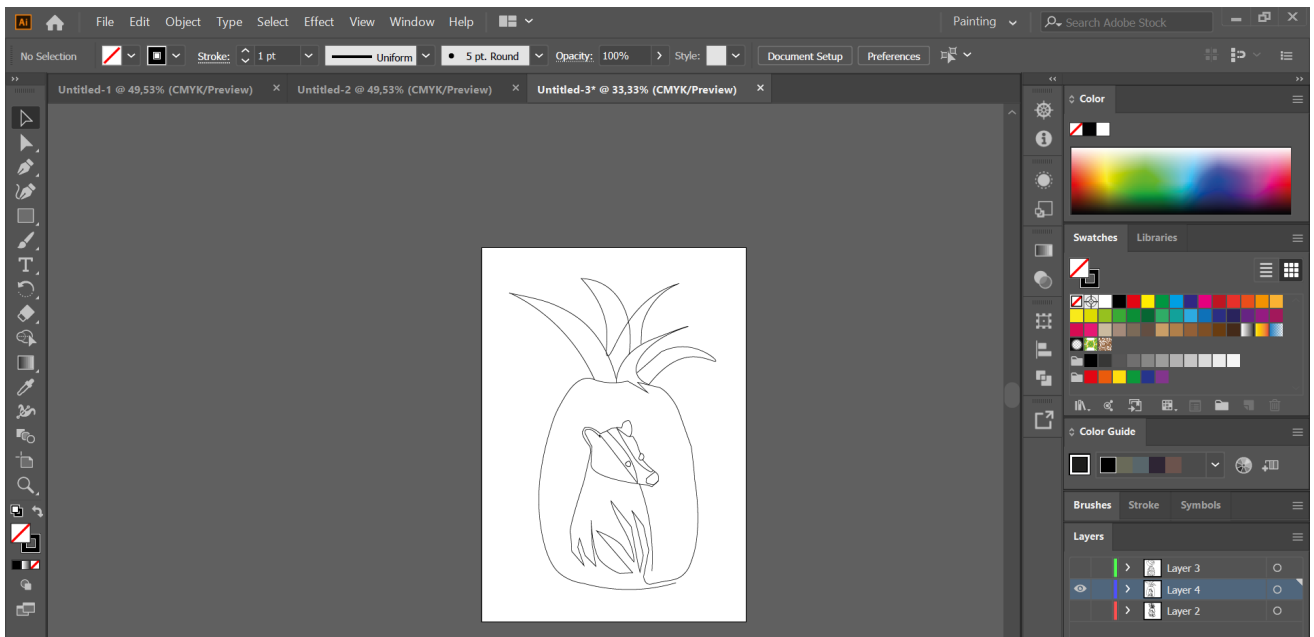 Ai File Edit Object Type Select Effect View Window Help Painting Search Adobe Stock
No Selection Stroke: 1 pt Uniform 5 pt. Round Opacity: 100% Style: Document Setup Preferences
Untitled-1 @ 49,53% (CMYK/Preview) × Untitled-2 @ 49,53% (CMYK/Preview) × Untitled-3* @ 33,33% (CMYK/Preview) ×
Color
Swatches Libraries
Color Guide
Brushes Stroke Symbols
Layers
Layer 3
Layer 4
Layer 2